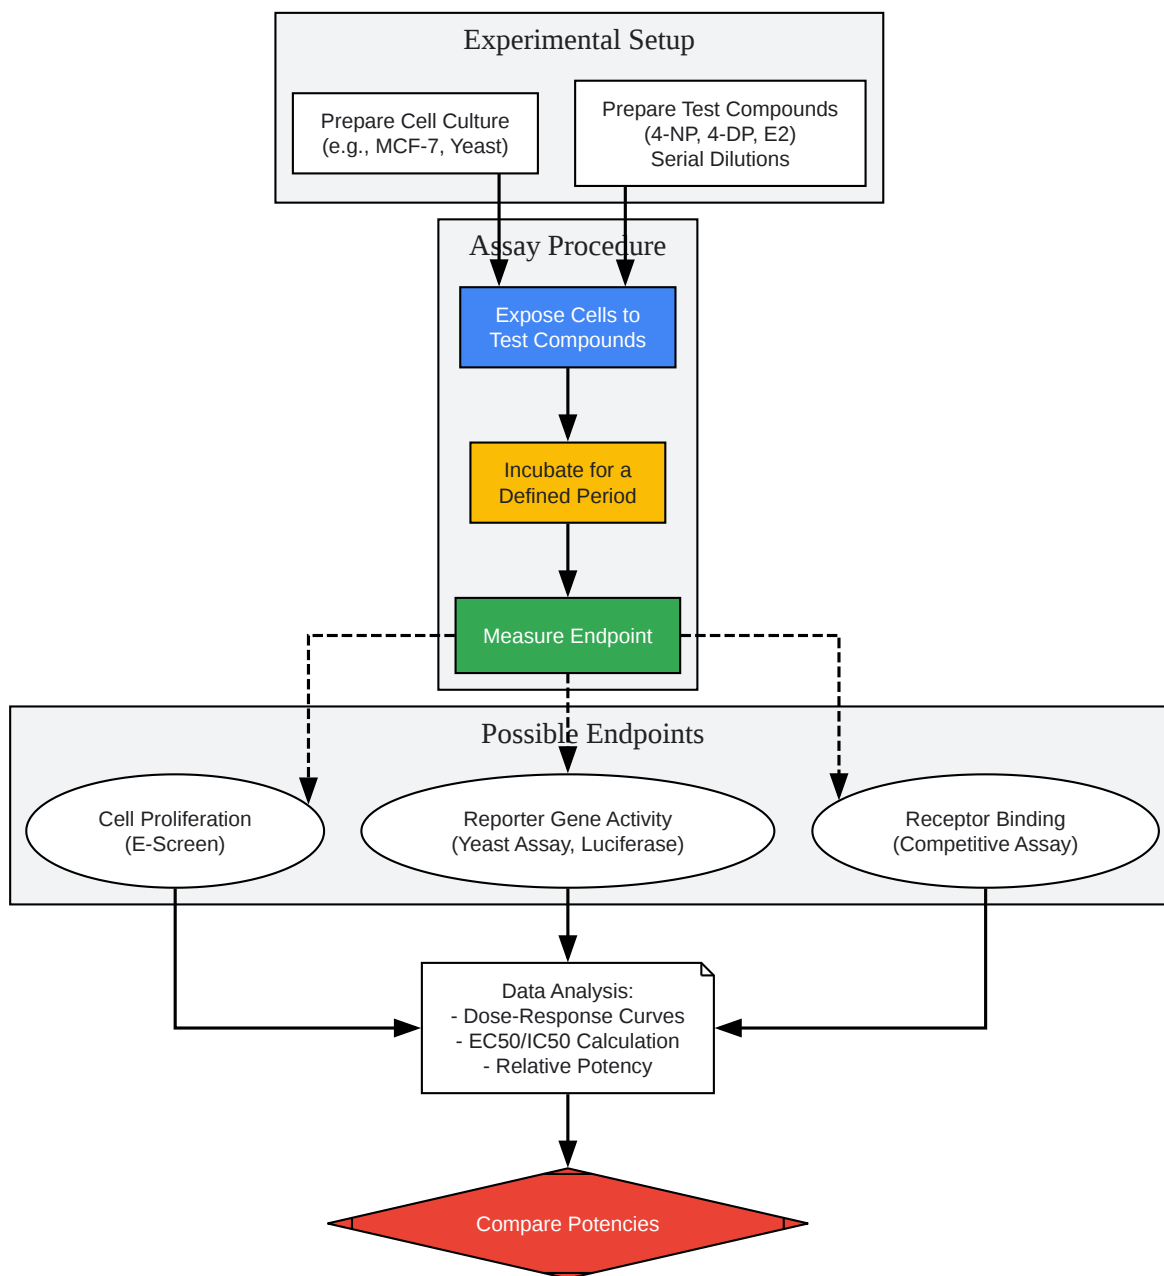 Experimental Setup
Prepare Cell Culture
(e.g., MCF-7, Yeast)
Prepare Test Compounds
(4-NP, 4-DP, E2)
Serial Dilutions
Assay Procedure
Expose Cells to
Test Compounds
Incubate for a
Defined Period
Measure Endpoint
Possible Endpoints
Cell Proliferation
(E-Screen)
Reporter Gene Activity
(Yeast Assay, Luciferase)
Receptor Binding
(Competitive Assay)
Data Analysis:
- Dose-Response Curves
- EC50/IC50 Calculation
- Relative Potency
Compare Potencies